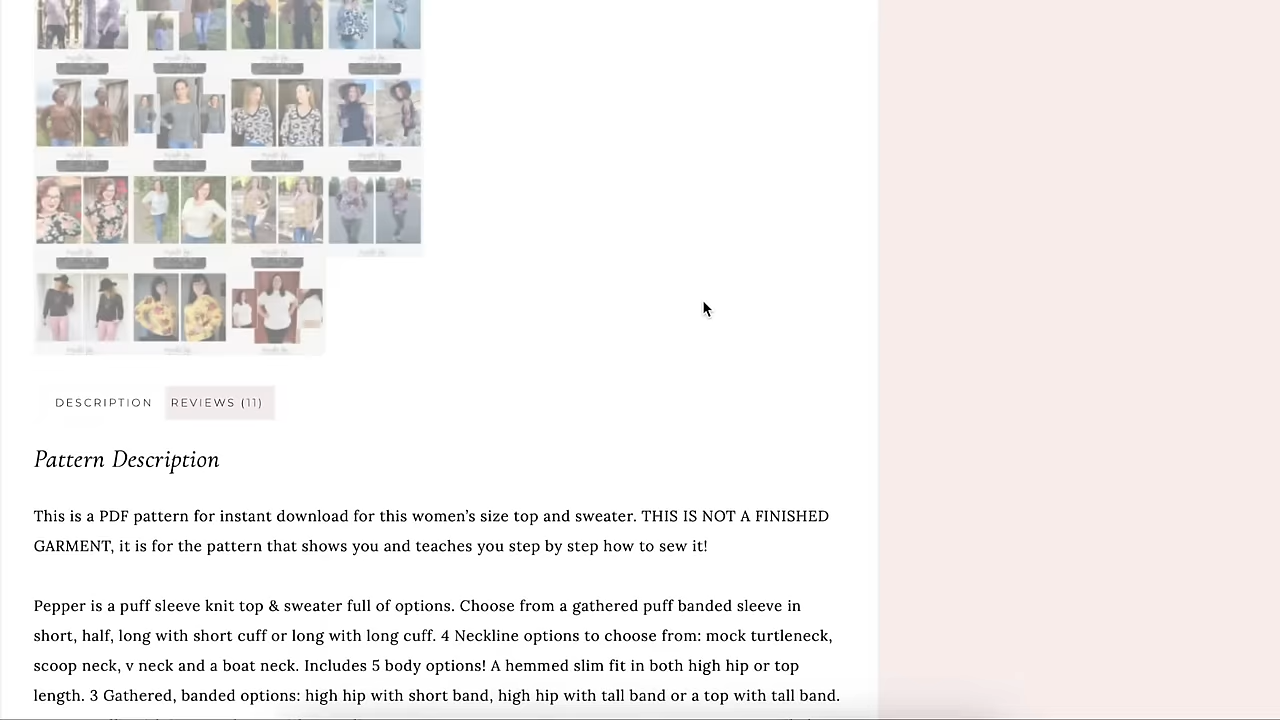 DESCRIPTION
REVIEWS (11)
Pattern Description
This is a PDF pattern for instant download for this women’s size top and sweater. THIS IS NOT A FINISHED
GARMENT, it is for the pattern that shows you and teaches you step by step how to sew it!
Pepper is a puff sleeve knit top & sweater full of options. Choose from a gathered puff banded sleeve in
short, half, long with short cuff or long with long cuff. 4 Neckline options to choose from: mock turtleneck,
scoop neck, v neck and a boat neck. Includes 5 body options! A hemmed slim fit in both high hip or top
length. 3 Gathered, banded options: high hip with short band, high hip with tall band or a top with tall band.